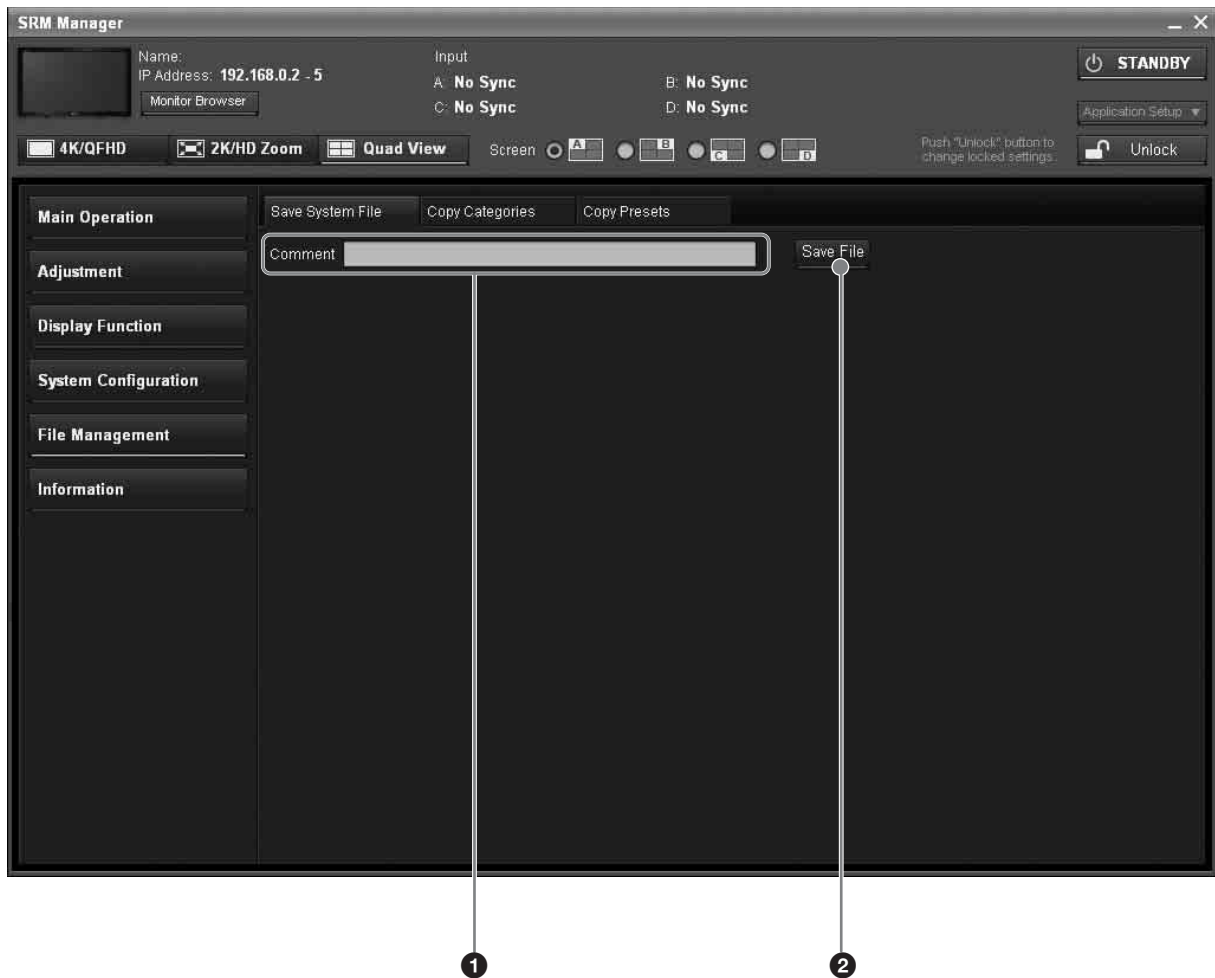 SRM Manager
Name:
IP Address: 192.168.0.2 - 5
Monitor Browser
Input
A: No Sync
B: No Sync
C: No Sync
D: No Sync
STANDBY
Application Setup
4K/QFHD
2K/HD Zoom
Quad View
Screen
A
B
C
D
Push "Unlock" button to
change locked settings.
Unlock
Main Operation
Adjustment
Display Function
System Configuration
File Management
Information
Save System File
Copy Categories
Copy Presets
Comment
Save File
1
2